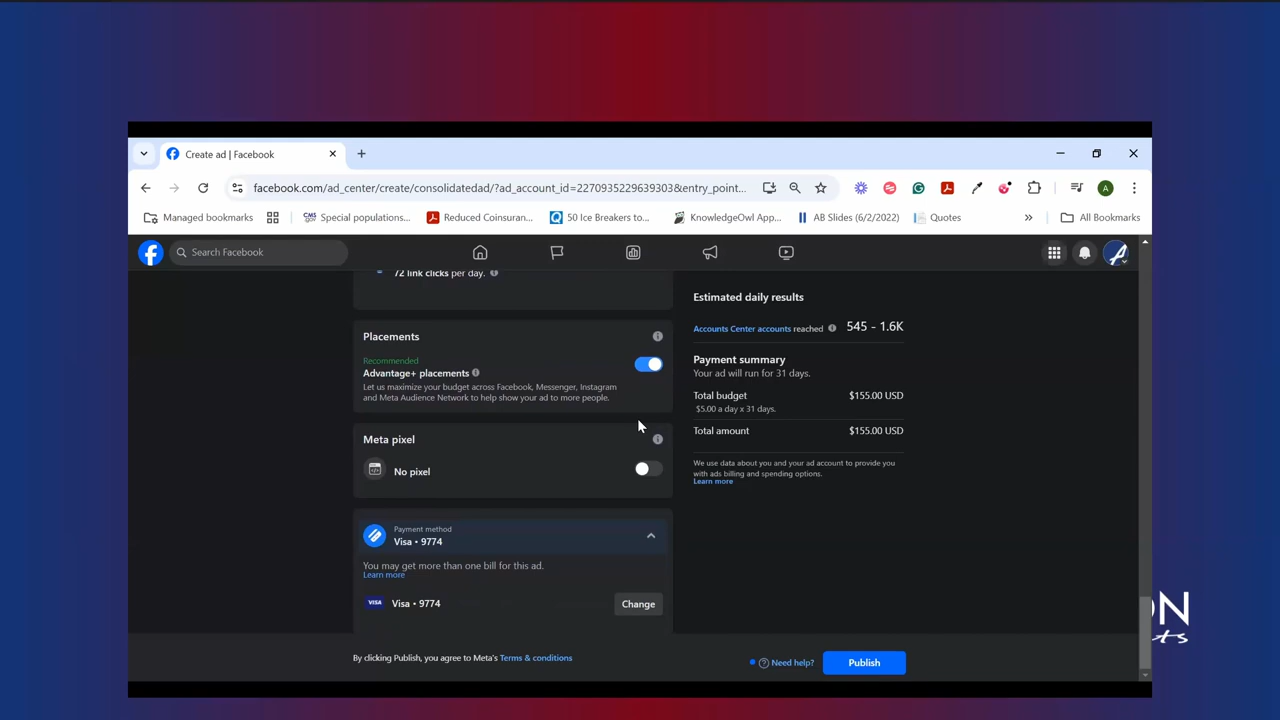 Create ad | Facebook
facebook.com/ad_center/create/consolidatedad/?ad_account_id=2270935229639303&entry_point...
A
Managed bookmarks
CMS Special populations...
Reduced Coinsuran...
50 Ice Breakers to...
KnowledgeOwl App...
AB Slides (6/2/2022)
Quotes
»
All Bookmarks
Search Facebook
72 link clicks per day.
Placements
Recommended
Advantage+ placements
Let us maximize your budget across Facebook, Messenger, Instagram
and Meta Audience Network to help show your ad to more people.
Meta pixel
No pixel
Payment method
Visa • 9774
You may get more than one bill for this ad.
Learn more
VISA Visa • 9774
Change
Estimated daily results
Accounts Center accounts reached 545 - 1.6K
Payment summary
Your ad will run for 31 days.
Total budget $155.00 USD
$5.00 a day x 31 days.
Total amount $155.00 USD
We use data about you and your ad account to provide you
with ads billing and spending options.
Learn more
By clicking Publish, you agree to Meta's Terms & conditions
Need help?
Publish